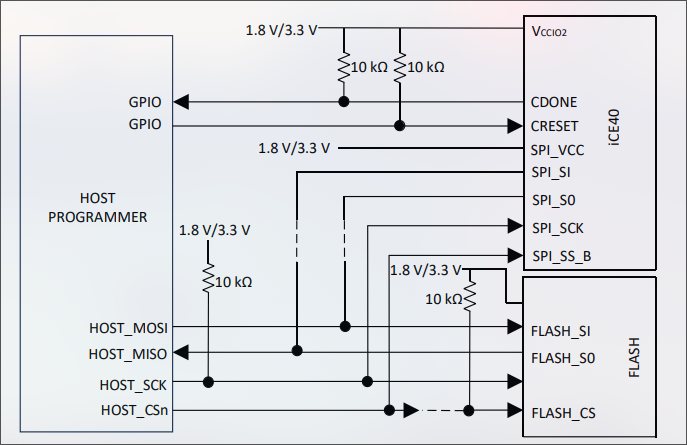 1.8 V/3.3 V
VCCIO2
10 kΩ
10 kΩ
GPIO
CDONE
GPIO
CRESET
iCE40
1.8 V/3.3 V
SPI_VCC
SPI_SI
HOST
PROGRAMMER
SPI_S0
1.8 V/3.3 V
SPI_SCK
SPI_SS_B
1.8 V/3.3 V
10 kΩ
10 kΩ
HOST_MOSI
FLASH_SI
HOST_MISO
FLASH_S0
FLASH
HOST_SCK
HOST_CSn
FLASH_CS